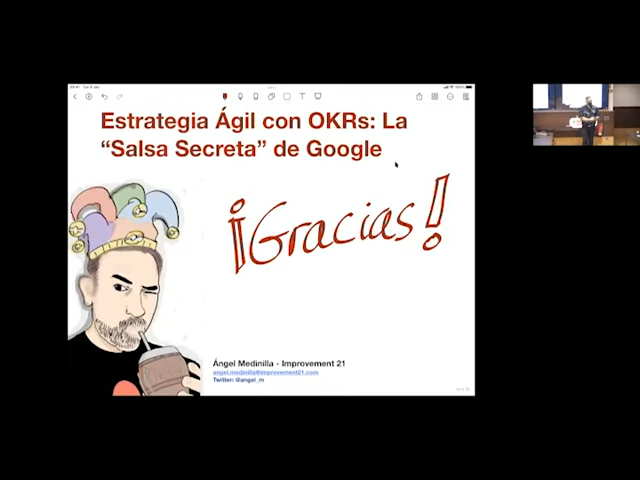 Estrategia Ágil con OKRs: La
“Salsa Secreta” de Google
¡Gracias!
Ángel Medinilla - Improvement 21
angel.medinilla@improvement21.com
Twitter: @angel_m